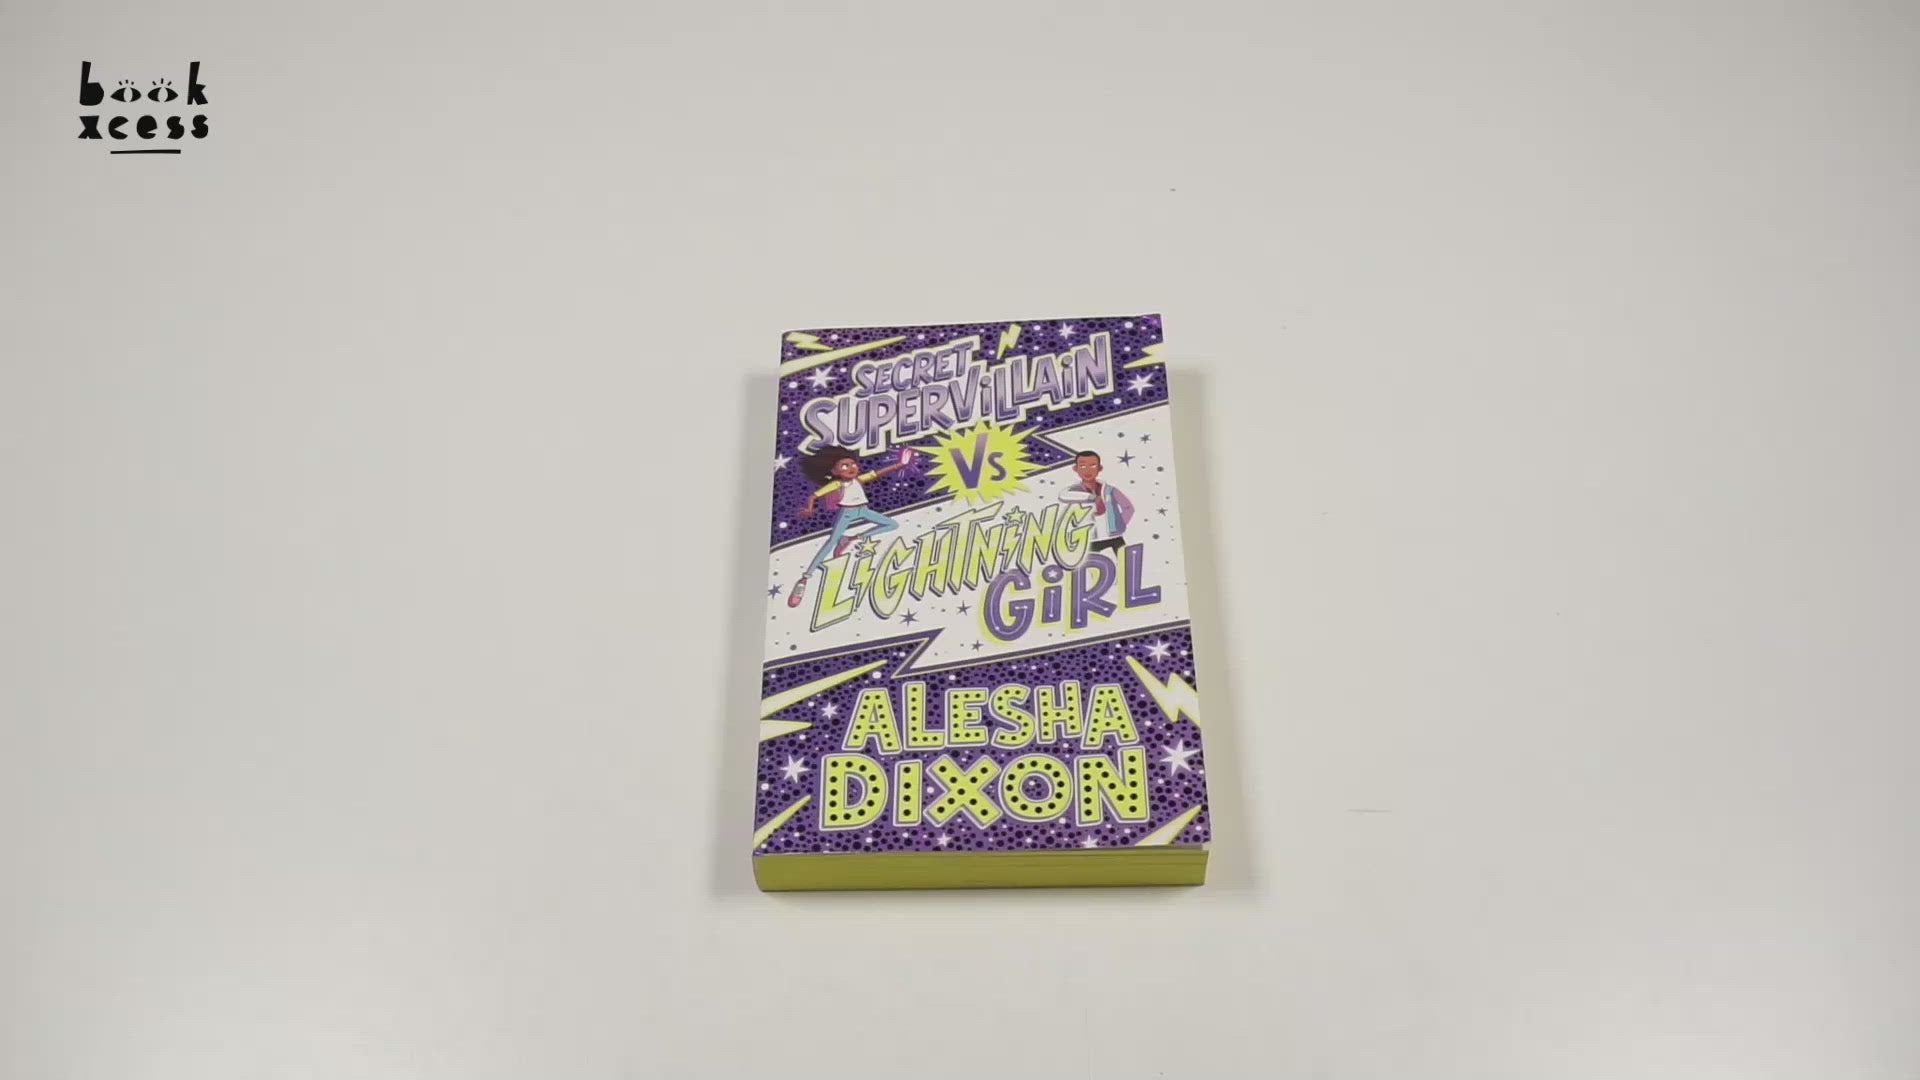 book
xcess
SECRET
SUPERVILLAIN
VS
LIGHTNING
GIRL
ALESHA
DIXON